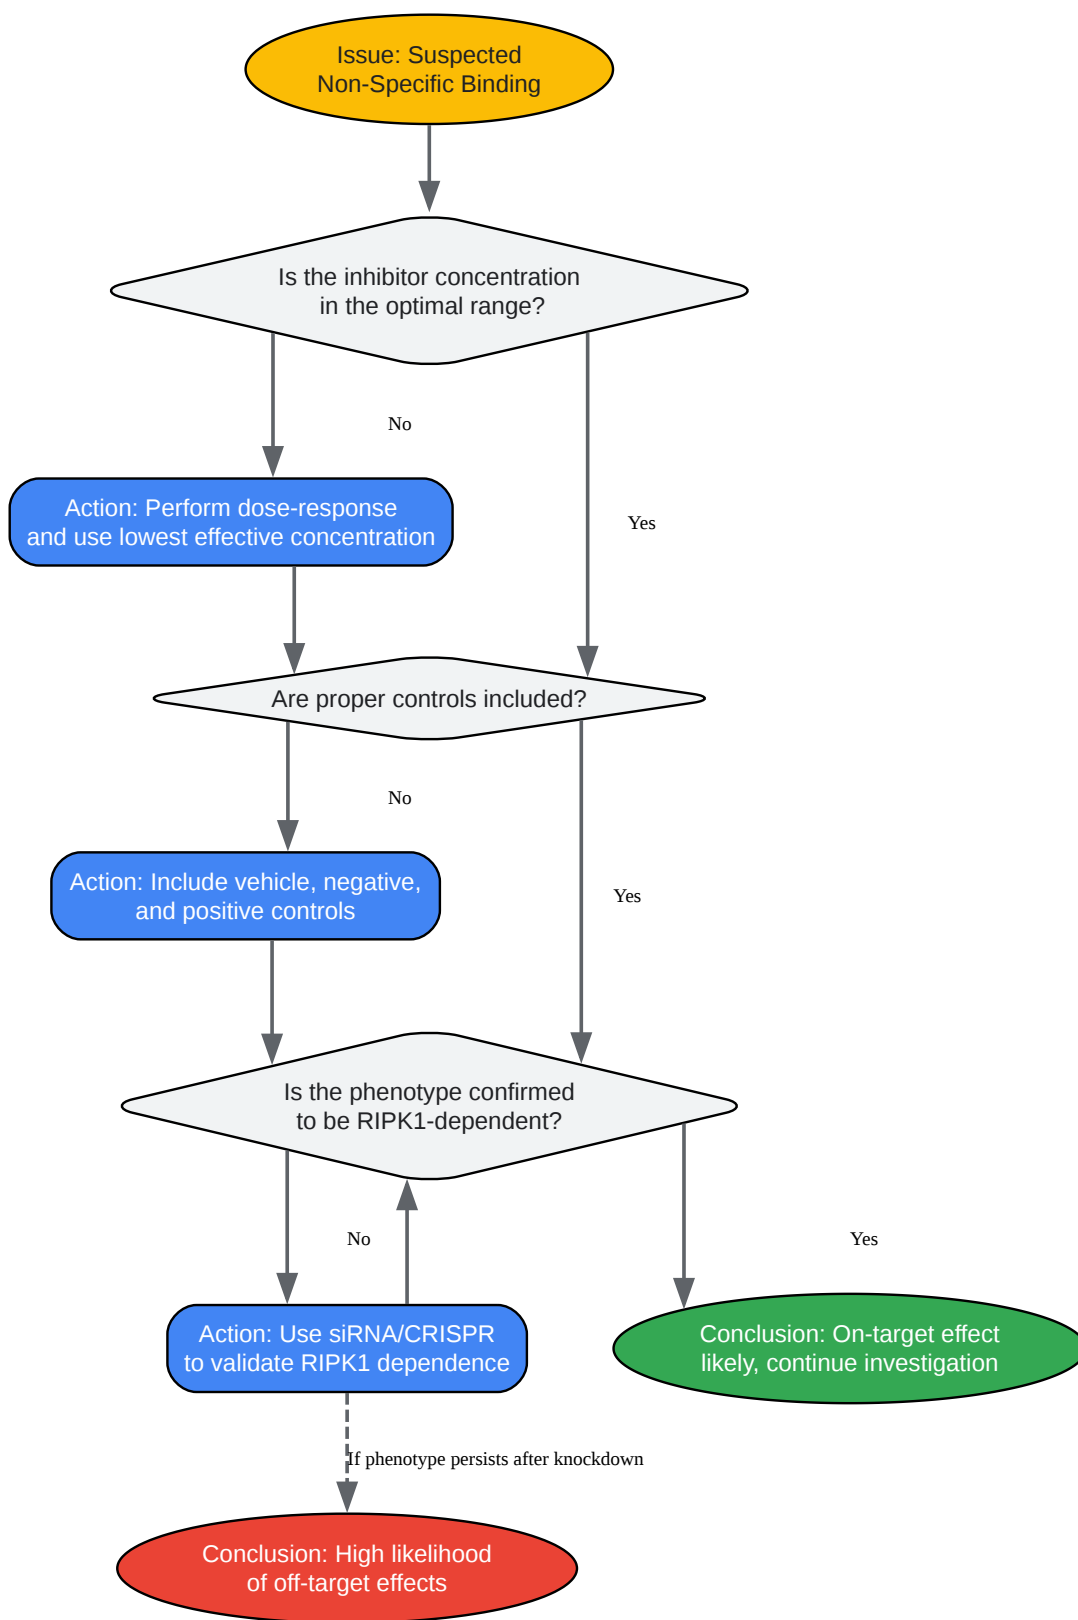 Issue: Suspected
Non-Specific Binding
Is the inhibitor concentration
in the optimal range?
No
Action: Perform dose-response
and use lowest effective concentration
Yes
Are proper controls included?
No
Action: Include vehicle, negative,
and positive controls
Yes
Is the phenotype confirmed
to be RIPK1-dependent?
No
Yes
Action: Use siRNA/CRISPR
to validate RIPK1 dependence
Conclusion: On-target effect
likely, continue investigation
If phenotype persists after knockdown
Conclusion: High likelihood
of off-target effects